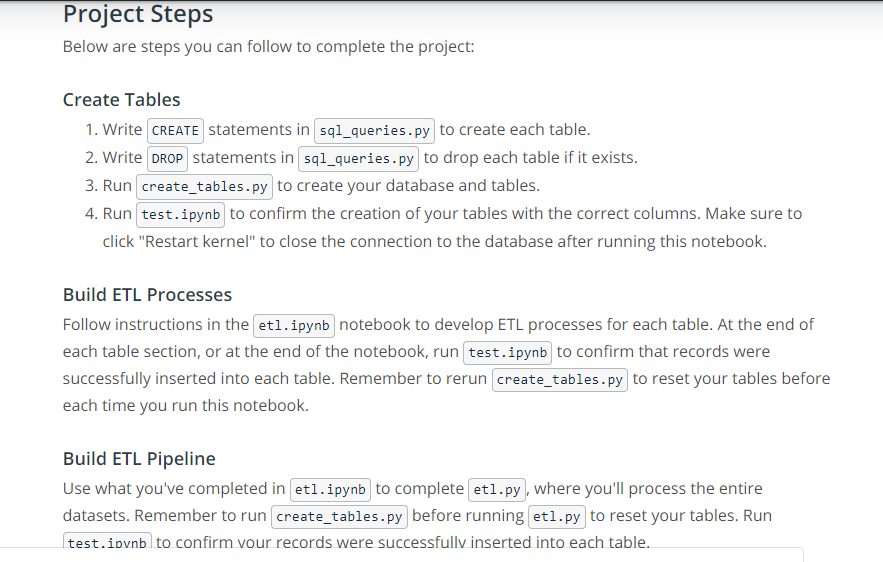 Project Steps
Below are steps you can follow to complete the project:
Create Tables
1. Write CREATE statements in sql_queries.py to create each table.
2. Write DROP statements in sql_queries.py to drop each table if it exists.
3. Run create_tables.py to create your database and tables.
4. Run test.ipynb to confirm the creation of your tables with the correct columns. Make sure to
click "Restart kernel" to close the connection to the database after running this notebook.
Build ETL Processes
Follow instructions in the etl.ipynb notebook to develop ETL processes for each table. At the end of
each table section, or at the end of the notebook, run test.ipynb to confirm that records were
successfully inserted into each table. Remember to rerun create_tables.py to reset your tables before
each time you run this notebook.
Build ETL Pipeline
Use what you've completed in etl.ipynb to complete etl.py, where you'll process the entire
datasets. Remember to run create_tables.py before running etl.py to reset your tables. Run
test.ipynb to confirm your records were successfully inserted into each table.